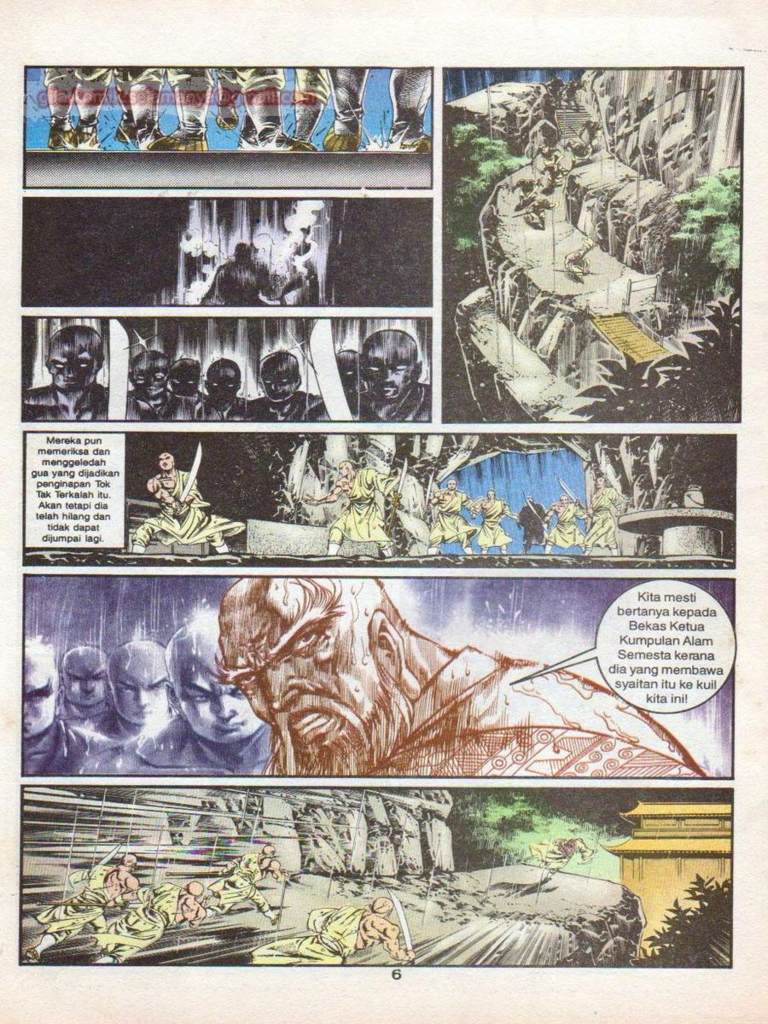 Mereka pun
memeriksa dan
menggeledah
gua yang dijadikan
penginapan Tok
Tak Terkalah itu.
Akan tetapi dia
telah hilang dan
tidak dapat
dijumpai lagi.
Kita mesti
bertanya kepada
Bekas Ketua
Kumpulan Alam
Semesta kerana
dia yang membawa
syaitan itu ke kuil
kita ini!
6